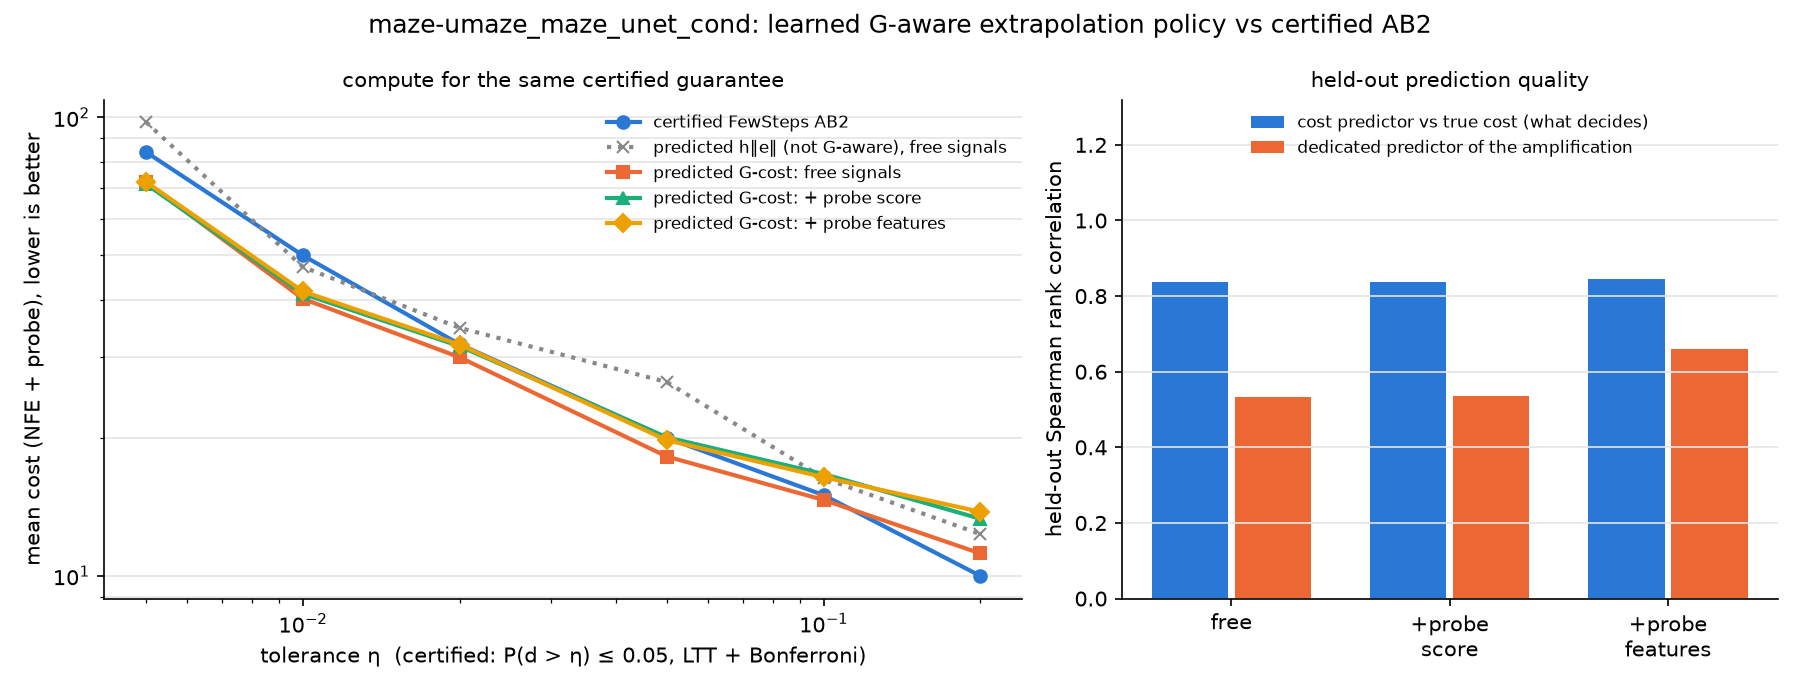 maze-umaze_maze_unet_cond: learned G-aware extrapolation policy vs certified AB2
compute for the same certified guarantee
mean cost (NFE + probe), lower is better
10²
10¹
certified FewSteps AB2
predicted h‖e‖ (not G-aware), free signals
predicted G-cost: free signals
predicted G-cost: + probe score
predicted G-cost: + probe features
10⁻²
10⁻¹
tolerance η  (certified: P(d > η) ≤ 0.05, LTT + Bonferroni)
held-out prediction quality
held-out Spearman rank correlation
1.2
1.0
0.8
0.6
0.4
0.2
0.0
cost predictor vs true cost (what decides)
dedicated predictor of the amplification
free
+probe
score
+probe
features